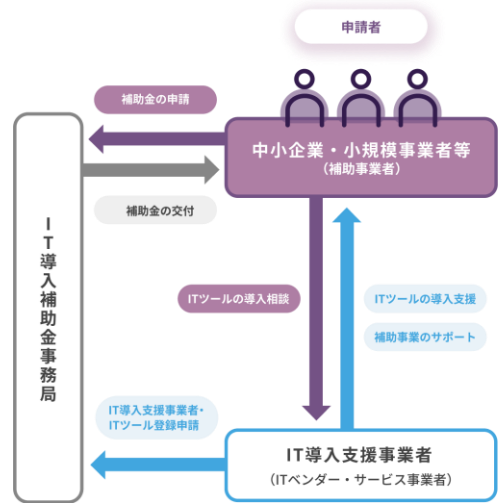 申請者
補助金の申請
中小企業・小規模事業者等
（補助事業者）
補助金の交付
IT導入補助金事務局
ITツールの導入相談
ITツールの導入支援
補助事業のサポート
IT導入支援事業者・
ITツール登録申請
IT導入支援事業者
（ITベンダー・サービス事業者）